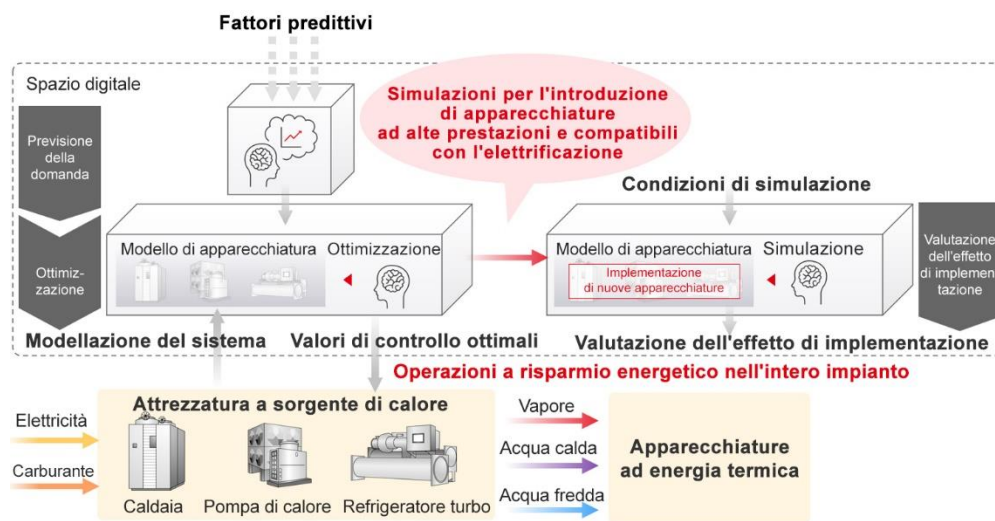 Fattori predittivi
Spazio digitale
Previsione
della
domanda
Simulazioni per l'introduzione
di apparecchiature
ad alte prestazioni e compatibili
con l'elettrificazione
Condizioni di simulazione
Ottimiz-
zazione
Modello di apparecchiatura
Ottimizzazione
Modello di apparecchiatura
Simulazione
Implementazione
di nuove apparecchiature
Valutazione
dell'effetto
di implemen
tazione
Modellazione del sistema
Valori di controllo ottimali
Valutazione dell'effetto di implementazione
Operazioni a risparmio energetico nell'intero impianto
Elettricità
Carburante
Attrezzatura a sorgente di calore
Caldaia
Pompa di calore
Refrigeratore turbo
Vapore
Acqua calda
Acqua fredda
Apparecchiature
ad energia termica